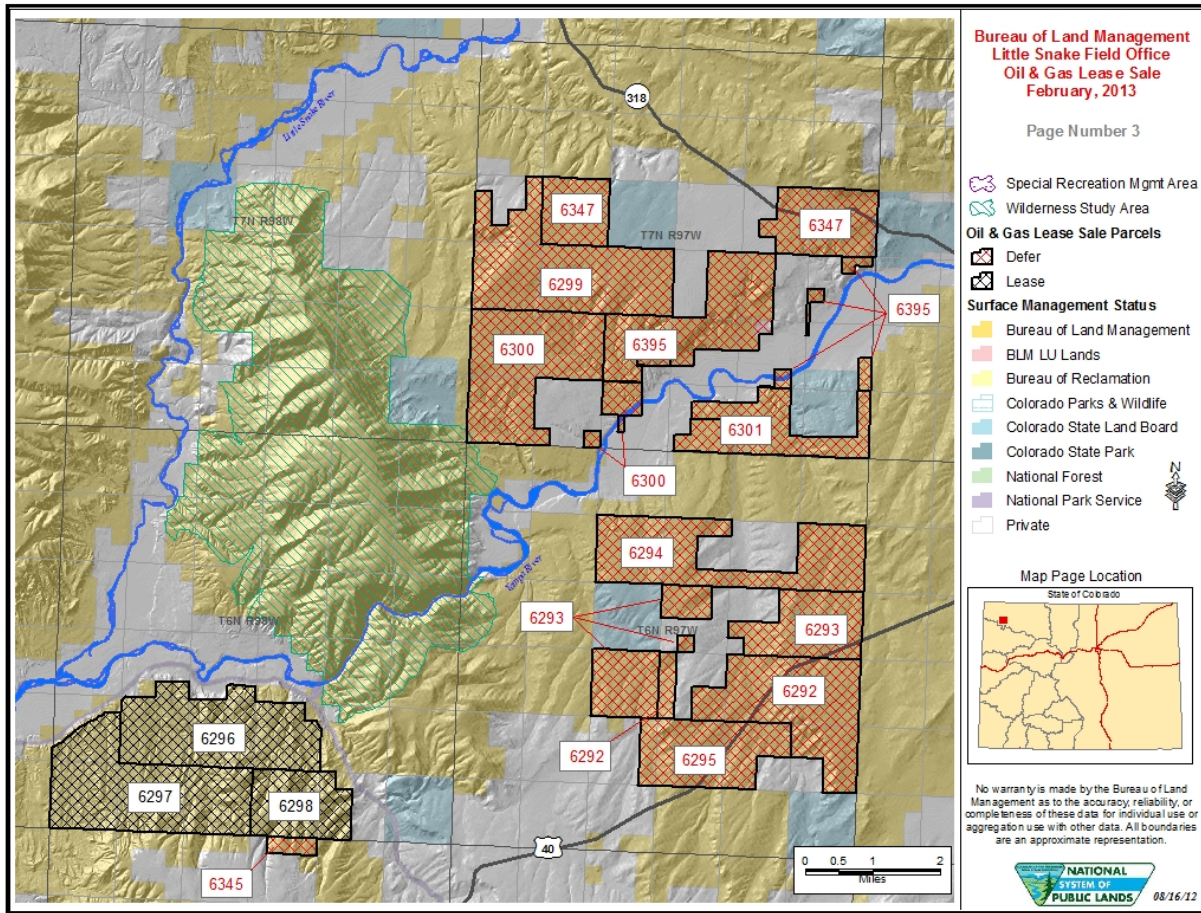 Bureau of Land Management
Little Snake Field Office
Oil & Gas Lease Sale
February, 2013
Page Number 3
Special Recreation Mgmt Area
Wilderness Study Area
Oil & Gas Lease Sale Parcels
Defer
Lease
Surface Management Status
Bureau of Land Management
BLM LU Lands
Bureau of Reclamation
Colorado Parks & Wildlife
Colorado State Land Board
Colorado State Park
National Forest
National Park Service
Private
N
Map Page Location
State of Colorado
No warranty is made by the Bureau of Land
Management as to the accuracy, reliability, or
completeness of these data for individual use or
aggregation use with other data. All boundaries
are an approximate representation.
NATIONAL
SYSTEM OF
PUBLIC LANDS
08/16/12
318
Little Snake River
T7N R98W
T7N R97W
6347
6347
6299
6395
6300
6395
6301
6300
Yampa River
6294
6293
T6N R98W
T6N R97W
6293
6292
6296
6292
6295
6297
6298
40
6345
0 0.5 1 2
Miles